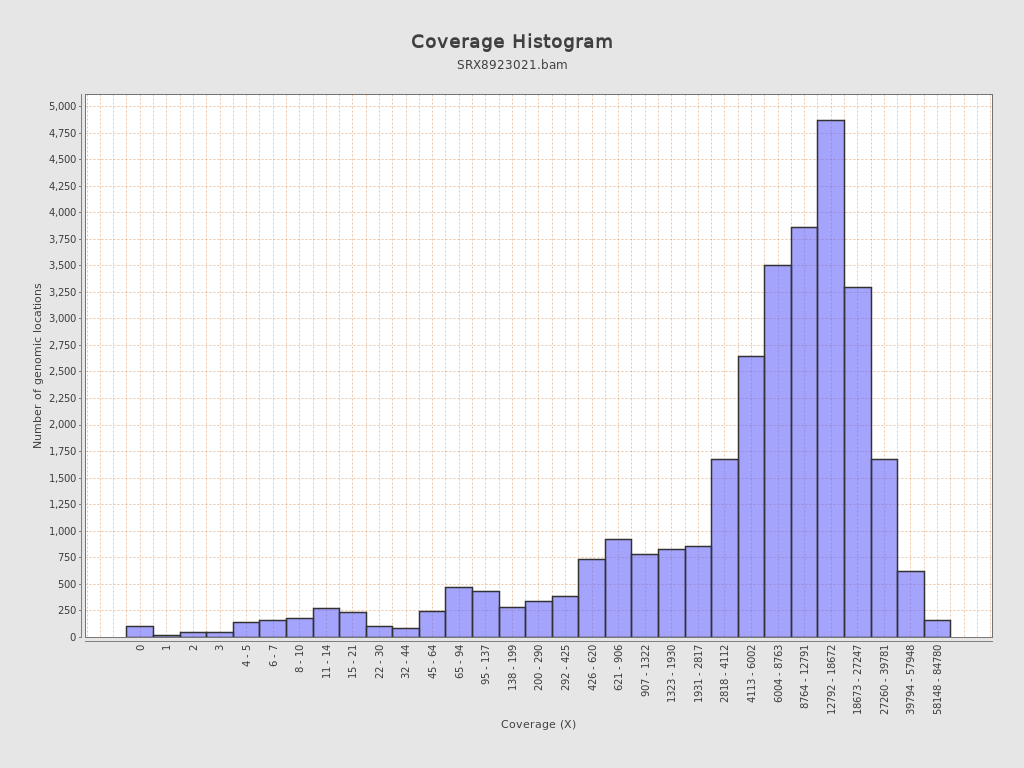 Coverage Histogram
SRX8923021.bam
Number of genomic locations
5,000
4,750
4,500
4,250
4,000
3,750
3,500
3,250
3,000
2,750
2,500
2,250
2,000
1,750
1,500
1,250
1,000
750
500
250
0
0
1
2
3
4 - 5
6 - 7
8 - 10
11 - 14
15 - 21
22 - 30
32 - 44
45 - 64
65 - 94
95 - 137
138 - 199
200 - 290
292 - 425
426 - 620
621 - 906
907 - 1322
1323 - 1930
1931 - 2817
2818 - 4112
4113 - 6002
6004 - 8763
8764 - 12791
12792 - 18672
18673 - 27247
27260 - 39781
39794 - 57948
58148 - 84780
Coverage (X)